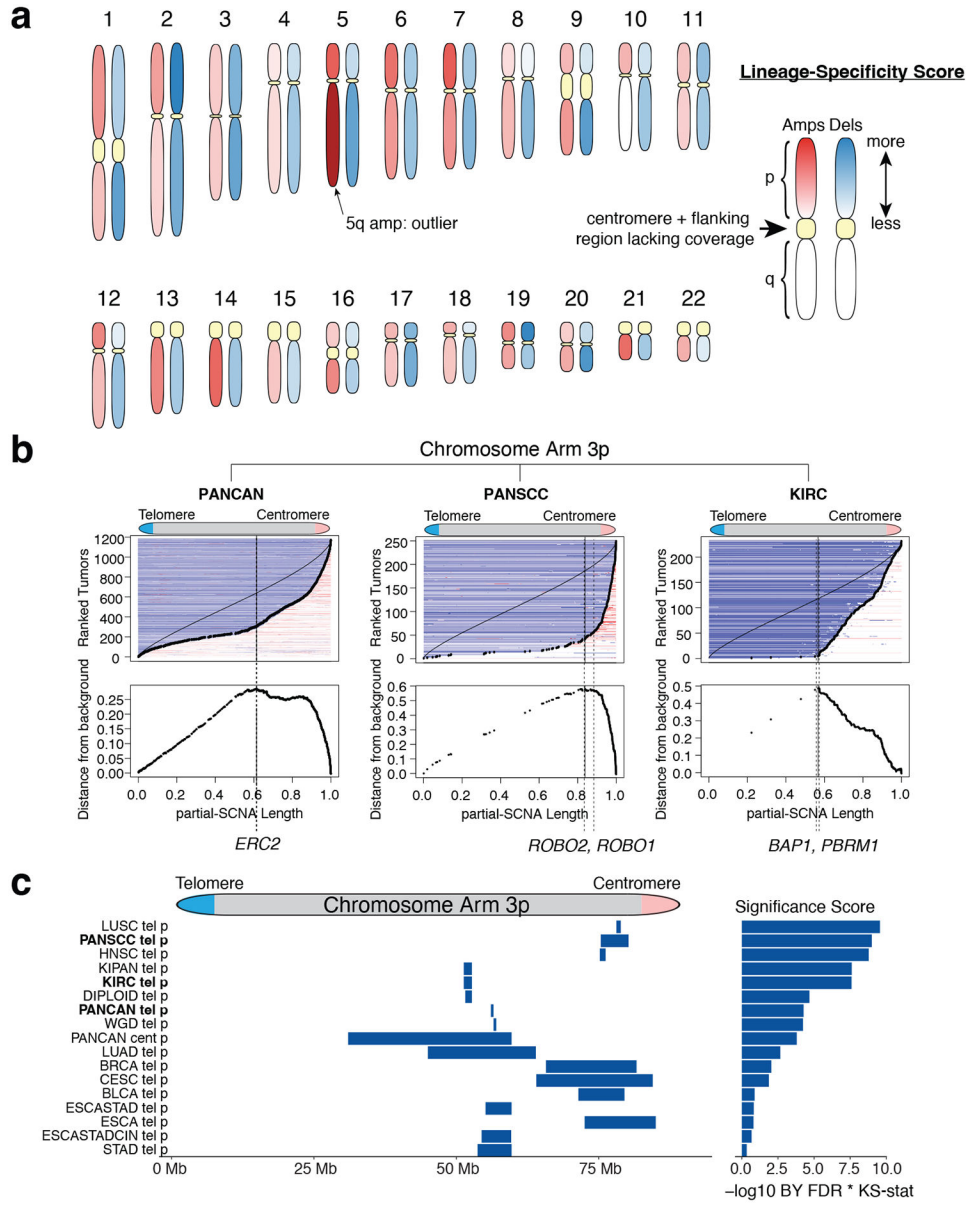 a
1 2 3 4 5 6 7 8 9 10 11
Lineage-Specificity Score
Amps Dels
more
p
less
centromere + flanking
region lacking coverage
q
5q amp: outlier
12 13 14 15 16 17 18 19 20 21 22
b
Chromosome Arm 3p
PANCAN PANSCC KIRC
Telomere Centromere Telomere Centromere Telomere Centromere
Ranked Tumors
1200
1000
800
600
400
200
0
Ranked Tumors
250
200
150
100
50
0
Ranked Tumors
200
150
100
50
0
Distance from background
0.25
0.20
0.15
0.10
0.05
0.00
Distance from background
0.6
0.5
0.4
0.3
0.2
0.1
0.0
Distance from background
0.5
0.4
0.3
0.2
0.1
0.0
0.0 0.2 0.4 0.6 0.8 1.0 0.0 0.2 0.4 0.6 0.8 1.0 0.0 0.2 0.4 0.6 0.8 1.0
partial-SCNA Length partial-SCNA Length partial-SCNA Length
ERC2 ROBO2, ROBO1 BAP1, PBRM1
c
Telomere Centromere
Chromosome Arm 3p
Significance Score
LUSC tel p
PANSCC tel p
HNSC tel p
KIPAN tel p
KIRC tel p
DIPLOID tel p
PANCAN tel p
WGD tel p
PANCAN cent p
LUAD tel p
BRCA tel p
CESC tel p
BLCA tel p
ESCASTAD tel p
ESCA tel p
ESCASTADCIN tel p
STAD tel p
0 Mb 25 Mb 50 Mb 75 Mb
0.0 2.5 5.0 7.5 10.0
−log10 BY FDR * KS-stat